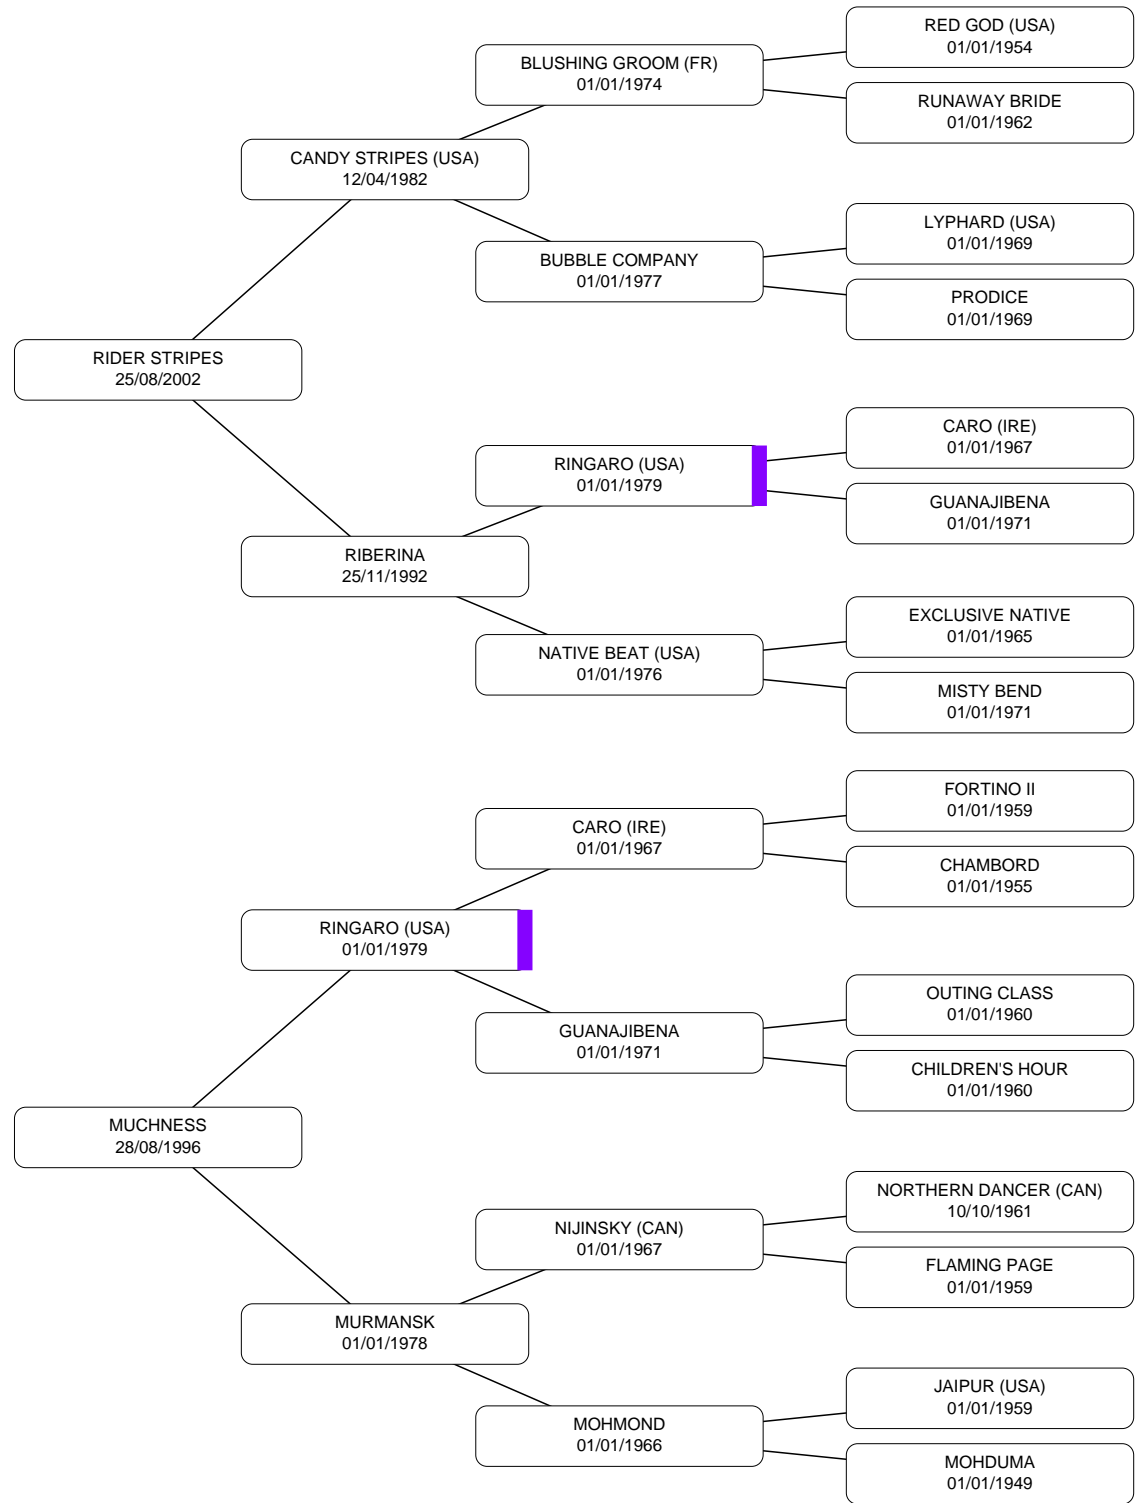 RED GOD (USA)
01/01/1954
BLUSHING GROOM (FR)
01/01/1974
RUNAWAY BRIDE
01/01/1962
CANDY STRIPES (USA)
12/04/1982
LYPHARD (USA)
01/01/1969
BUBBLE COMPANY
01/01/1977
PRODICE
01/01/1969
RIDER STRIPES
25/08/2002
CARO (IRE)
01/01/1967
RINGARO (USA)
01/01/1979
GUANAJIBENA
01/01/1971
RIBERINA
25/11/1992
EXCLUSIVE NATIVE
01/01/1965
NATIVE BEAT (USA)
01/01/1976
MISTY BEND
01/01/1971
FORTINO II
01/01/1959
CARO (IRE)
01/01/1967
CHAMBORD
01/01/1955
RINGARO (USA)
01/01/1979
OUTING CLASS
01/01/1960
GUANAJIBENA
01/01/1971
CHILDREN'S HOUR
01/01/1960
MUCHNESS
28/08/1996
NORTHERN DANCER (CAN)
10/10/1961
NIJINSKY (CAN)
01/01/1967
FLAMING PAGE
01/01/1959
MURMANSK
01/01/1978
JAIPUR (USA)
01/01/1959
MOHMOND
01/01/1966
MOHDUMA
01/01/1949